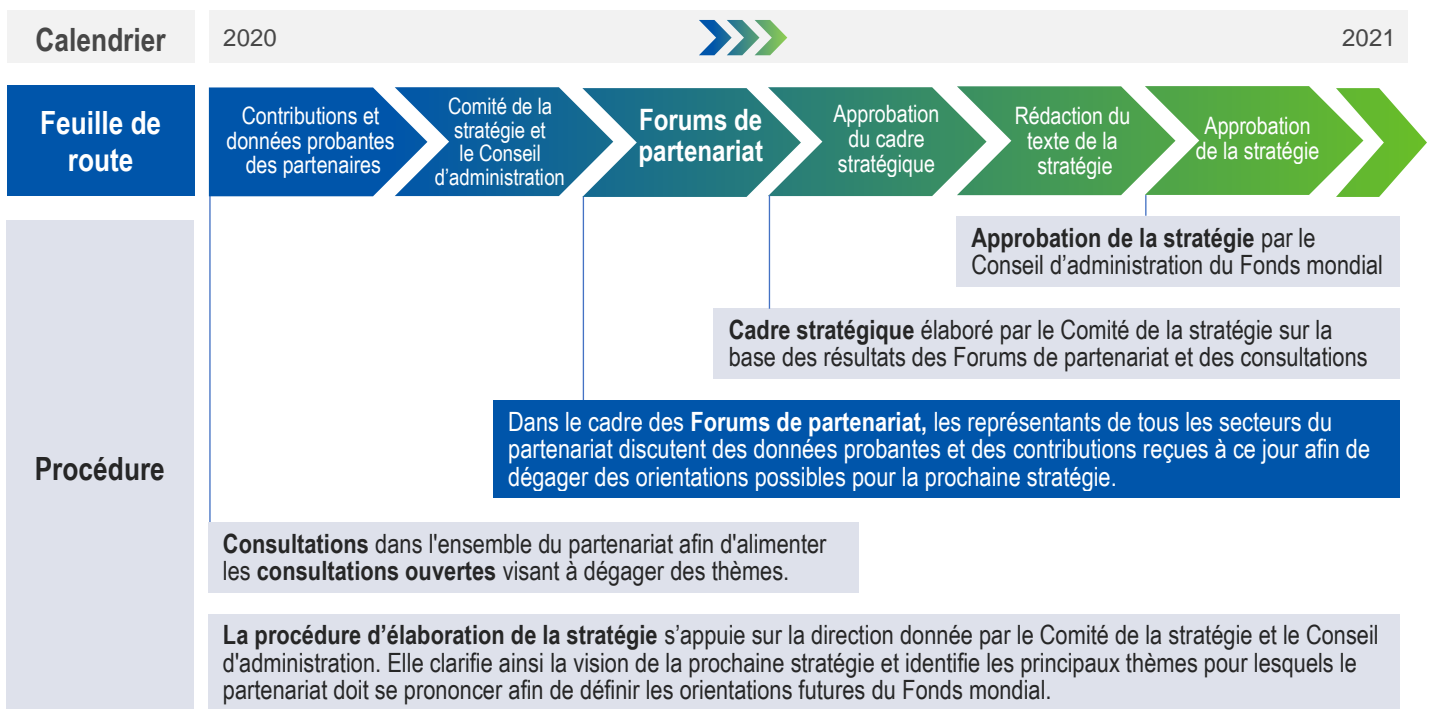 Calendrier
2020
2021
Feuille de
route
Contributions et
données probantes
des partenaires
Comité de la
stratégie et
le Conseil
d’administration
Forums de
partenariat
Approbation
du cadre
stratégique
Rédaction du
texte de la
stratégie
Approbation
de la stratégie
Procédure
Approbation de la stratégie par le
Conseil d’administration du Fonds mondial
Cadre stratégique élaboré par le Comité de la stratégie sur la
base des résultats des Forums de partenariat et des consultations
Dans le cadre des Forums de partenariat, les représentants de tous les secteurs du
partenariat discutent des données probantes et des contributions reçues à ce jour afin de
dégager des orientations possibles pour la prochaine stratégie.
Consultations dans l'ensemble du partenariat afin d'alimenter
les consultations ouvertes visant à dégager des thèmes.
La procédure d’élaboration de la stratégie s’appuie sur la direction donnée par le Comité de la stratégie et le Conseil
d'administration. Elle clarifie ainsi la vision de la prochaine stratégie et identifie les principaux thèmes pour lesquels le
partenariat doit se prononcer afin de définir les orientations futures du Fonds mondial.